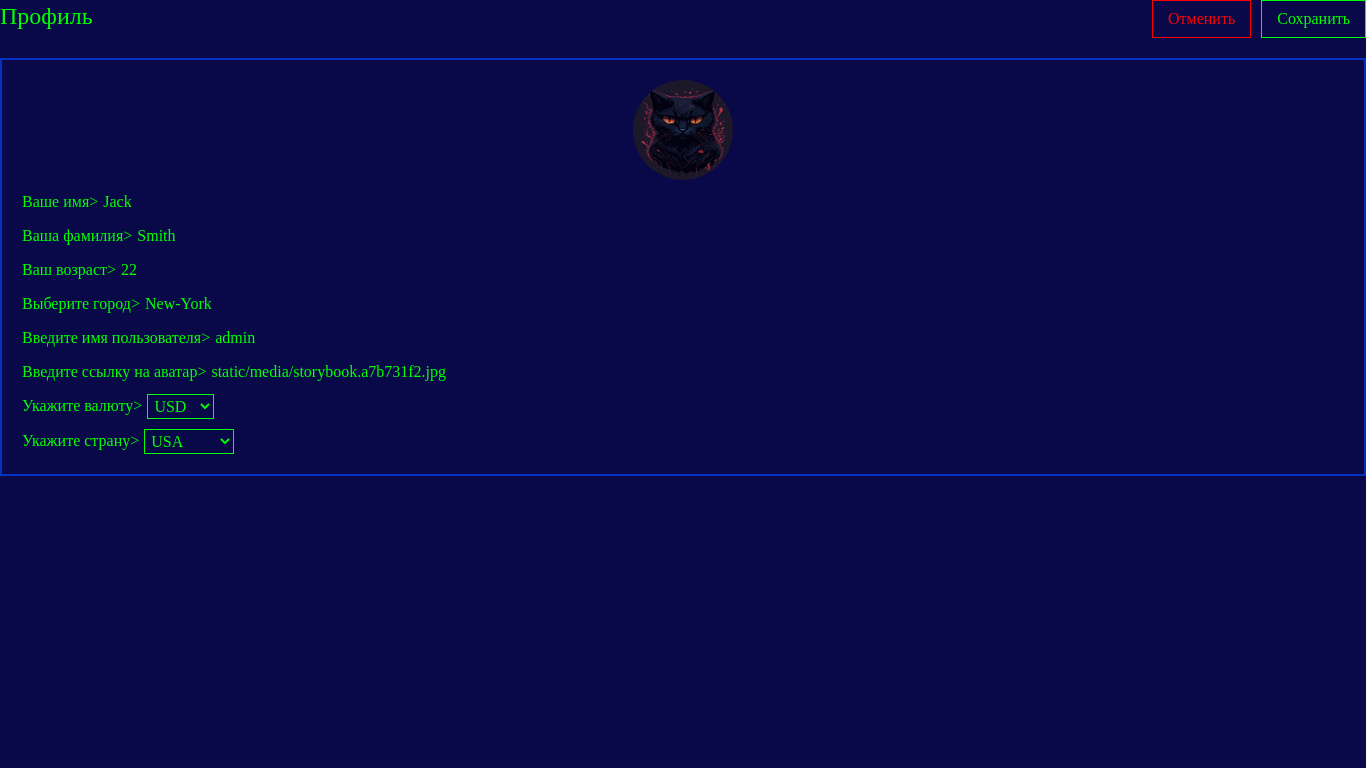 Профиль
Отменить
Сохранить
Ваше имя> Jack
Ваша фамилия> Smith
Ваш возраст> 22
Выберите город> New-York
Введите имя пользователя> admin
Введите ссылку на аватар> static/media/storybook.a7b731f2.jpg
Укажите валюту> USD
Укажите страну> USA